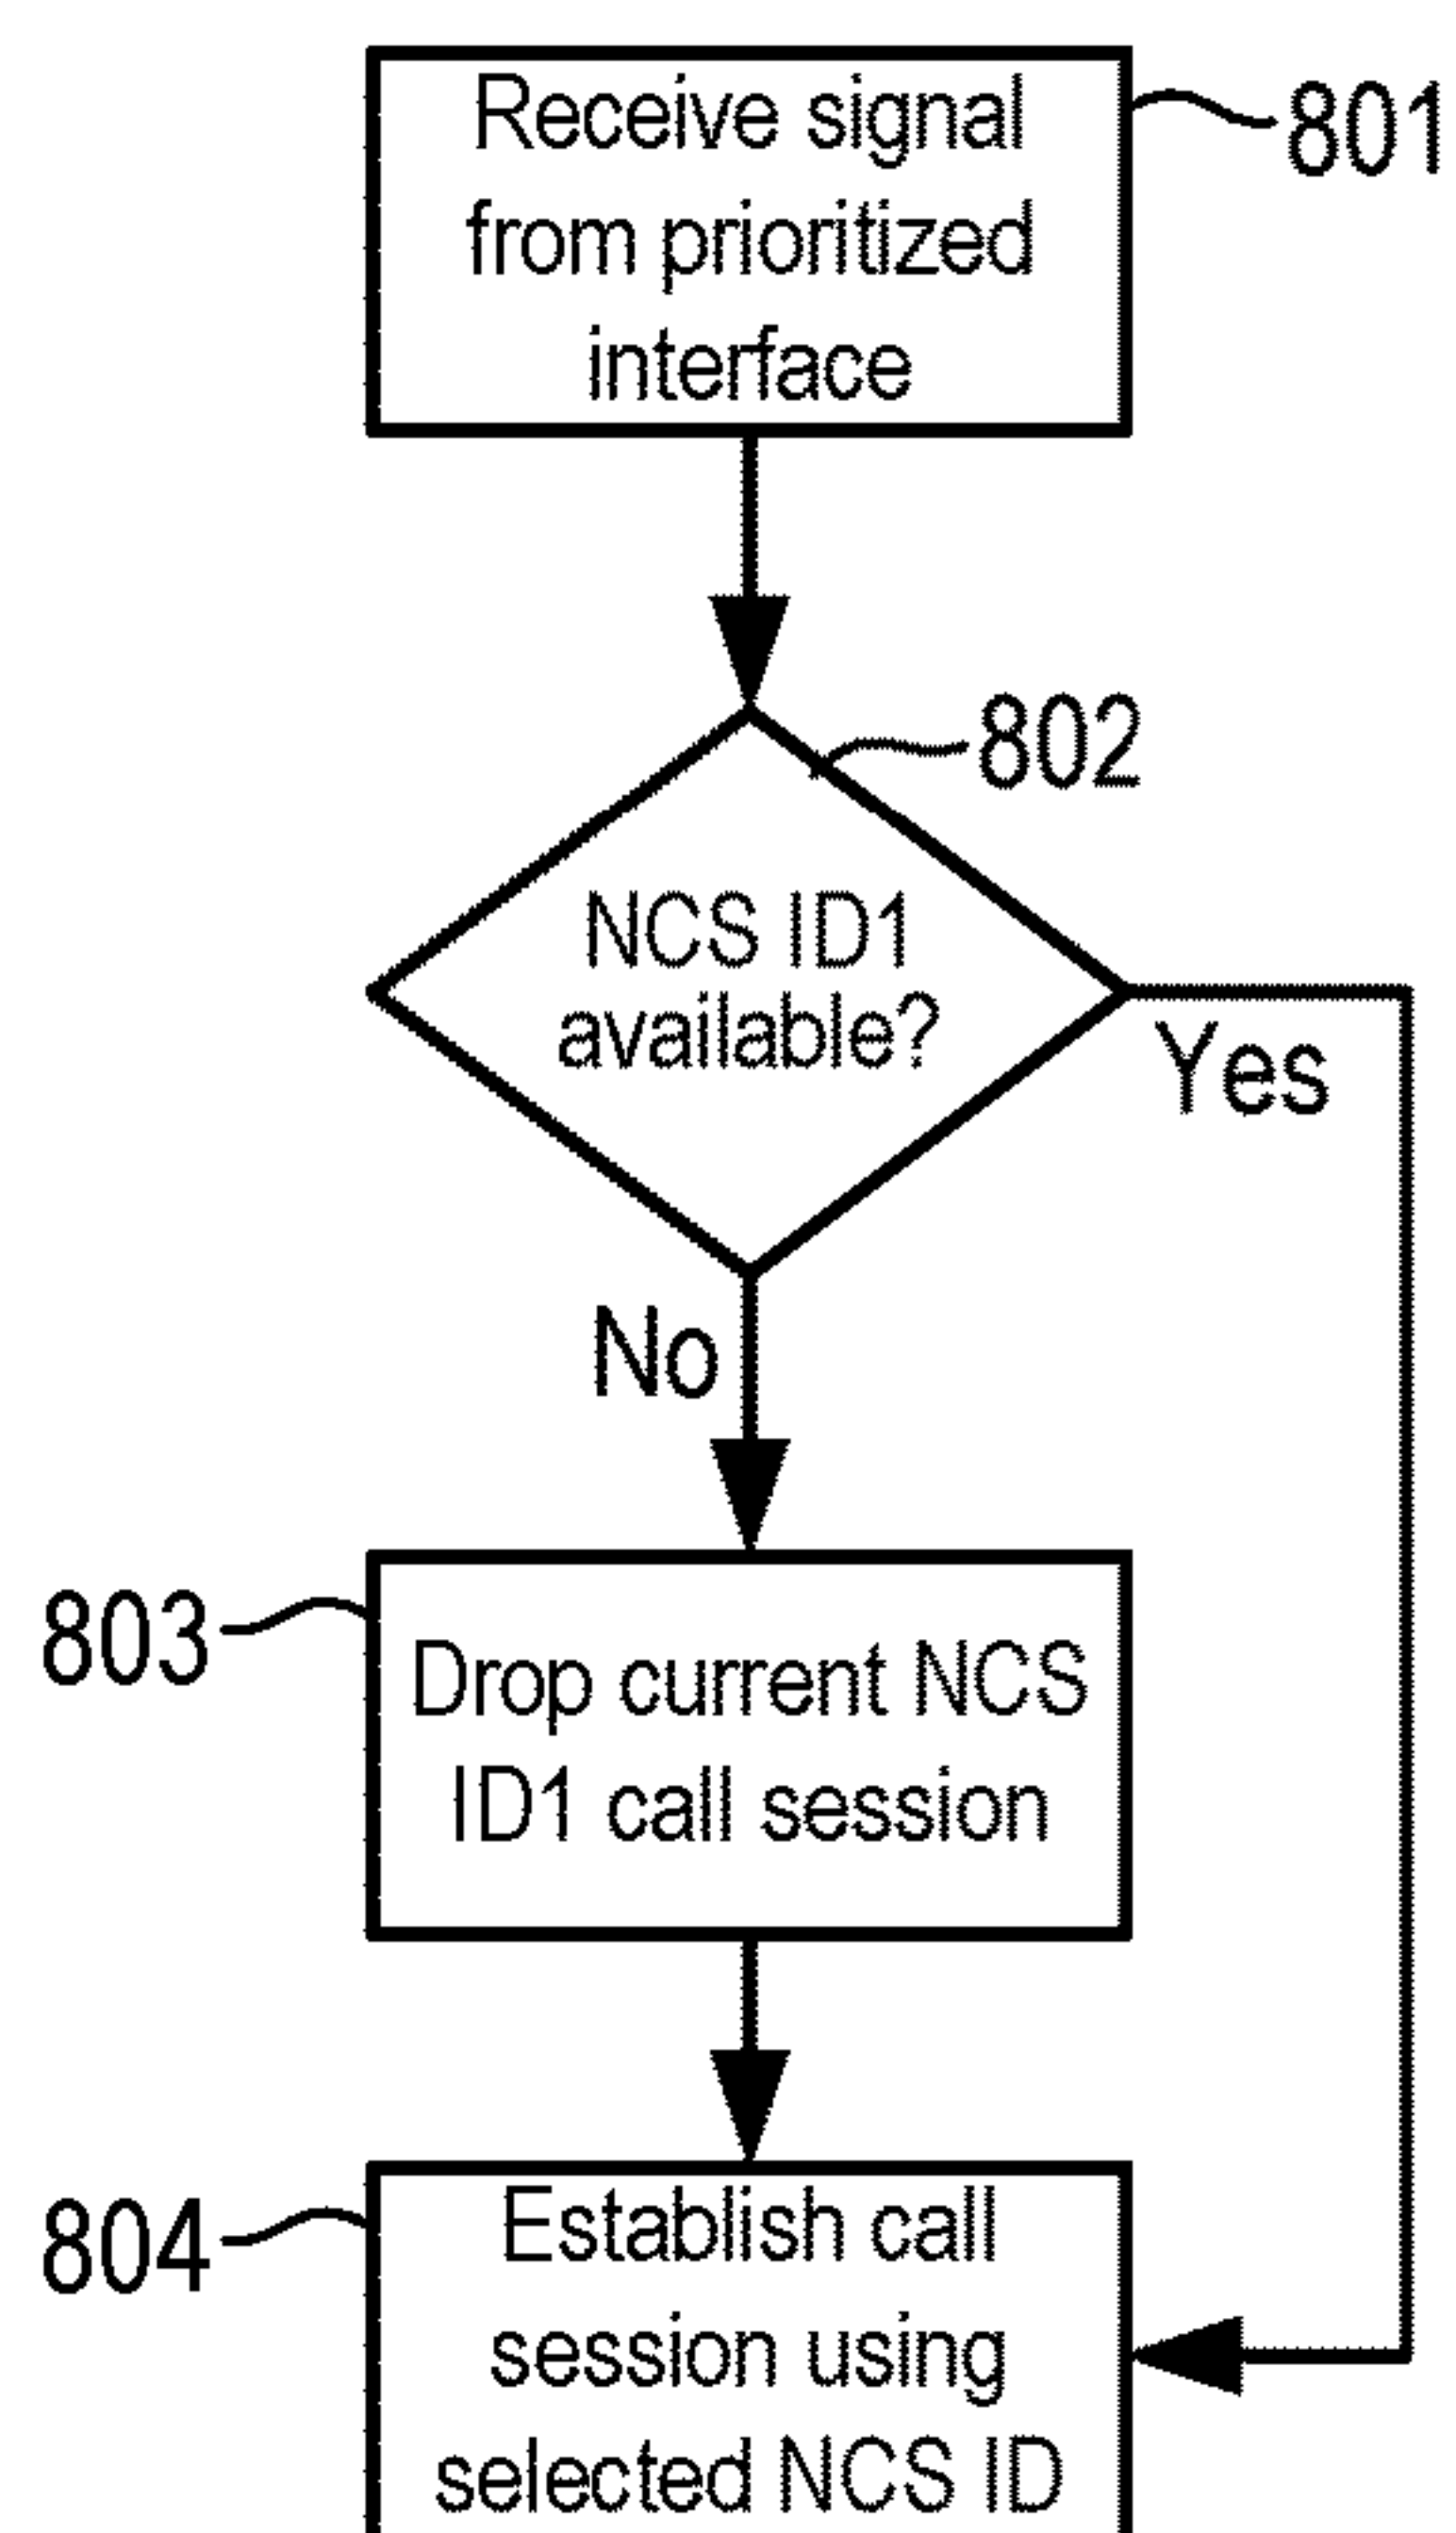 Receive signal
from prioritized
interface
801
802
NCS ID1
available?
Yes
No
803
Drop current NCS
ID1 call session
804
Establish call
session using
selected NCS ID